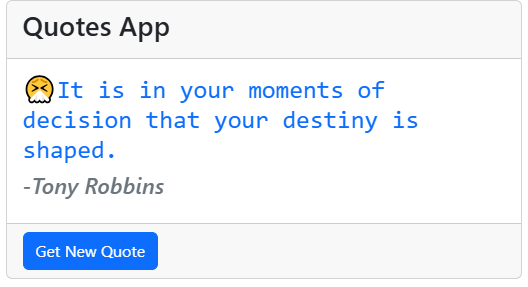 Quotes App
🤧It is in your moments of
decision that your destiny is
shaped.
-Tony Robbins
Get New Quote